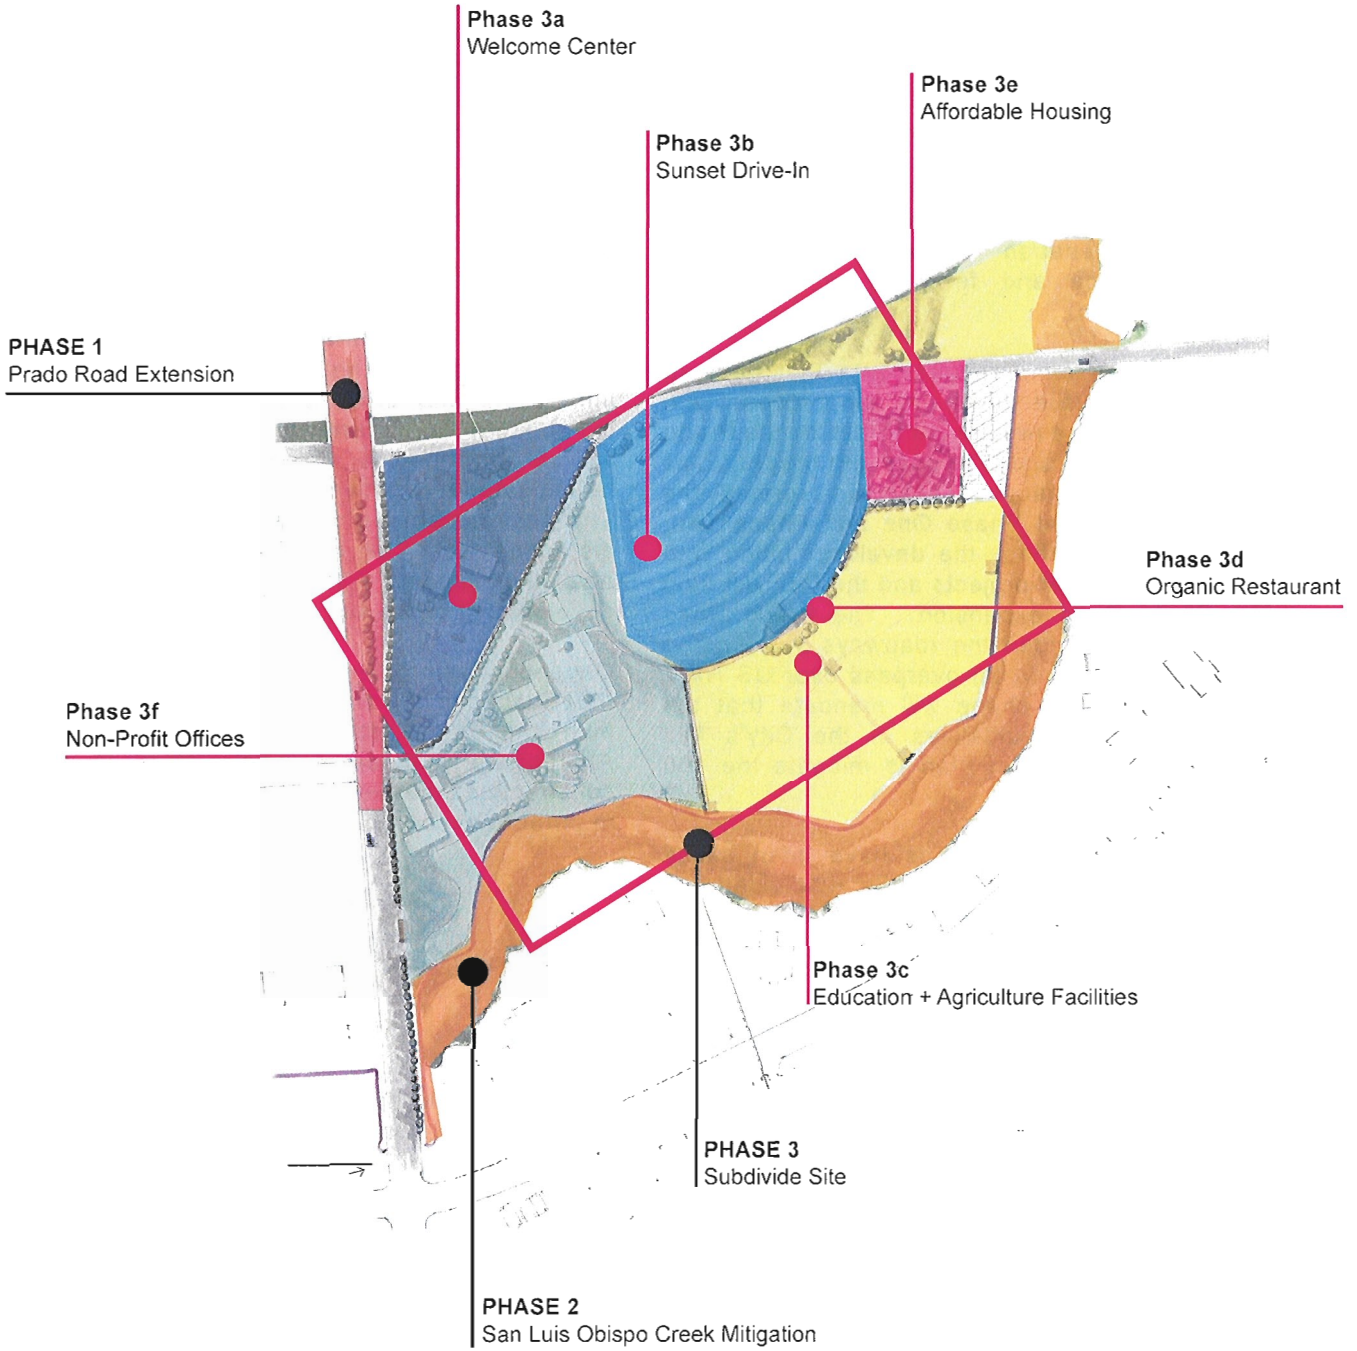 Phase 3a
Welcome Center
Phase 3e
Affordable Housing
Phase 3b
Sunset Drive-In
PHASE 1
Prado Road Extension
Phase 3d
Organic Restaurant
Phase 3f
Non-Profit Offices
Phase 3c
Education + Agriculture Facilities
PHASE 3
Subdivide Site
PHASE 2
San Luis Obispo Creek Mitigation